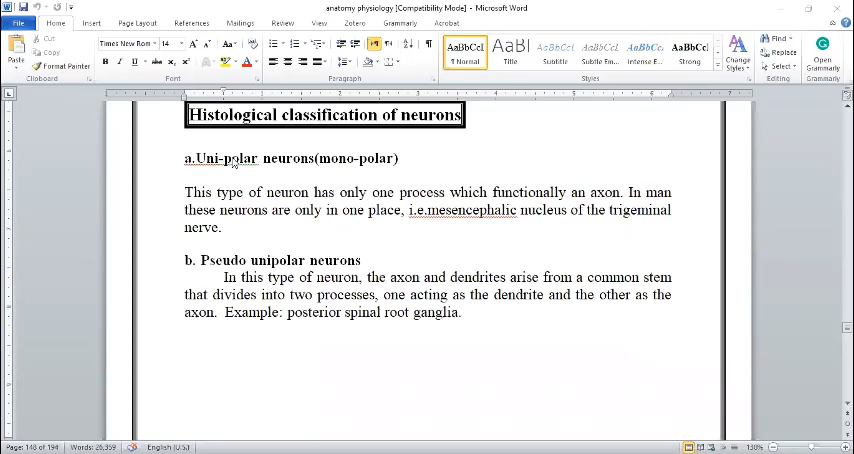 anatomy physiology [Compatibility Mode] - Microsoft Word
File Home Insert Page Layout References Mailings Review View Zotero Grammarly Acrobat
Cut
Copy
Format Painter
Paste
Clipboard
Times New Rom 14
Font
Paragraph
AaBbCcI AaBl AaBbCcL AaBbCcL AaBbCc. AaBbCcI
¶ Normal Title Subtitle Subtle Em... Intense E... Strong
Change Styles
Styles
Find
Replace
Select
Editing
Grammarly
Grammarly
Histological classification of neurons
a.Uni-polar neurons(mono-polar)
This type of neuron has only one process which functionally an axon. In man
these neurons are only in one place, i.e.mesencephalic nucleus of the trigeminal
nerve.
b. Pseudo unipolar neurons
In this type of neuron, the axon and dendrites arise from a common stem
that divides into two processes, one acting as the dendrite and the other as the
axon. Example: posterior spinal root ganglia.
Page: 148 of 194 Words: 26,359 English (U.S.) 130%